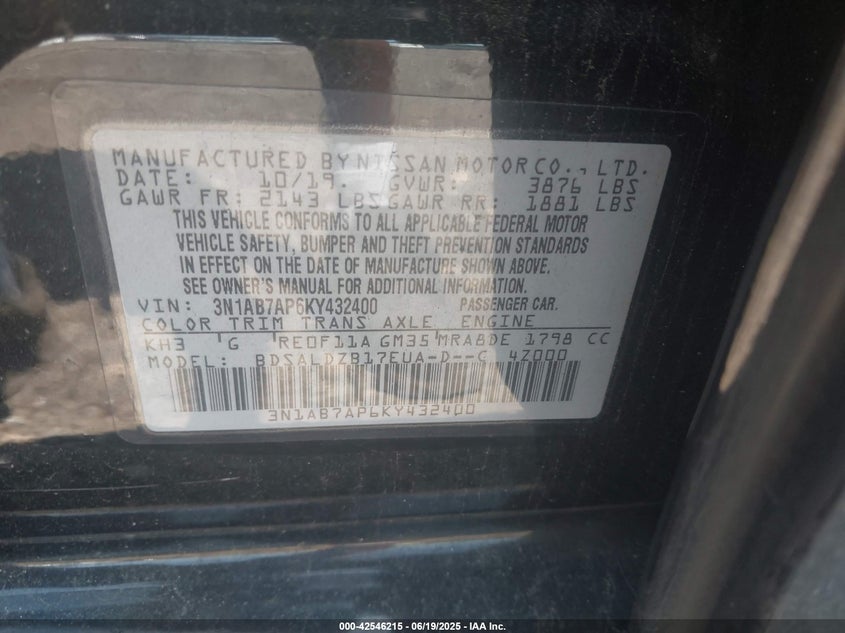 MANUFACTURED BY NISSAN MOTOR CO., LTD.
DATE: 10/19. GVWR: 3876 LBS
GAWR FR: 2143 LBS GAWR RR: 1881 LBS
THIS VEHICLE CONFORMS TO ALL APPLICABLE FEDERAL MOTOR
VEHICLE SAFETY, BUMPER AND THEFT PREVENTION STANDARDS
IN EFFECT ON THE DATE OF MANUFACTURE SHOWN ABOVE.
SEE OWNER'S MANUAL FOR ADDITIONAL INFORMATION.
VIN: 3N1AB7AP6KY432400 PASSENGER CAR.
COLOR TRIM TRANS AXLE ENGINE
KH3 G RE0F11A GM35 MRA8DE 1798 CC
MODEL: BDSALDZB17EUA-D--C 4Z000
3N1AB7AP6KY432400
000-42546215 - 06/19/2025 - IAA Inc.